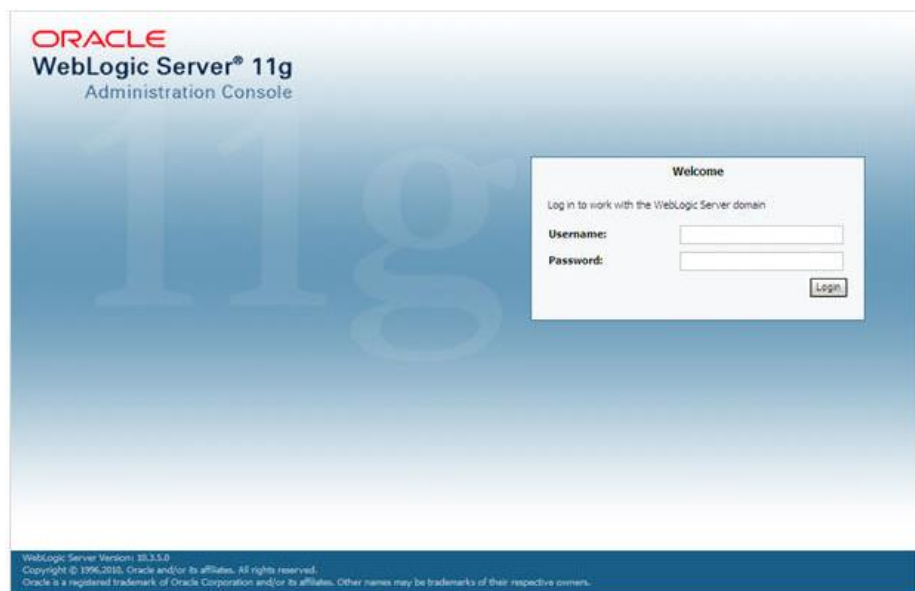 ORACLE
WebLogic Server® 11g
Administration Console
11g
Welcome
Log in to work with the WebLogic Server domain
Username:
Password:
Login
WebLogic Server Version: 10.3.5.0
Copyright © 1996,2010, Oracle and/or its affiliates. All rights reserved.
Oracle is a registered trademark of Oracle Corporation and/or its affiliates. Other names may be trademarks of their respective owners.